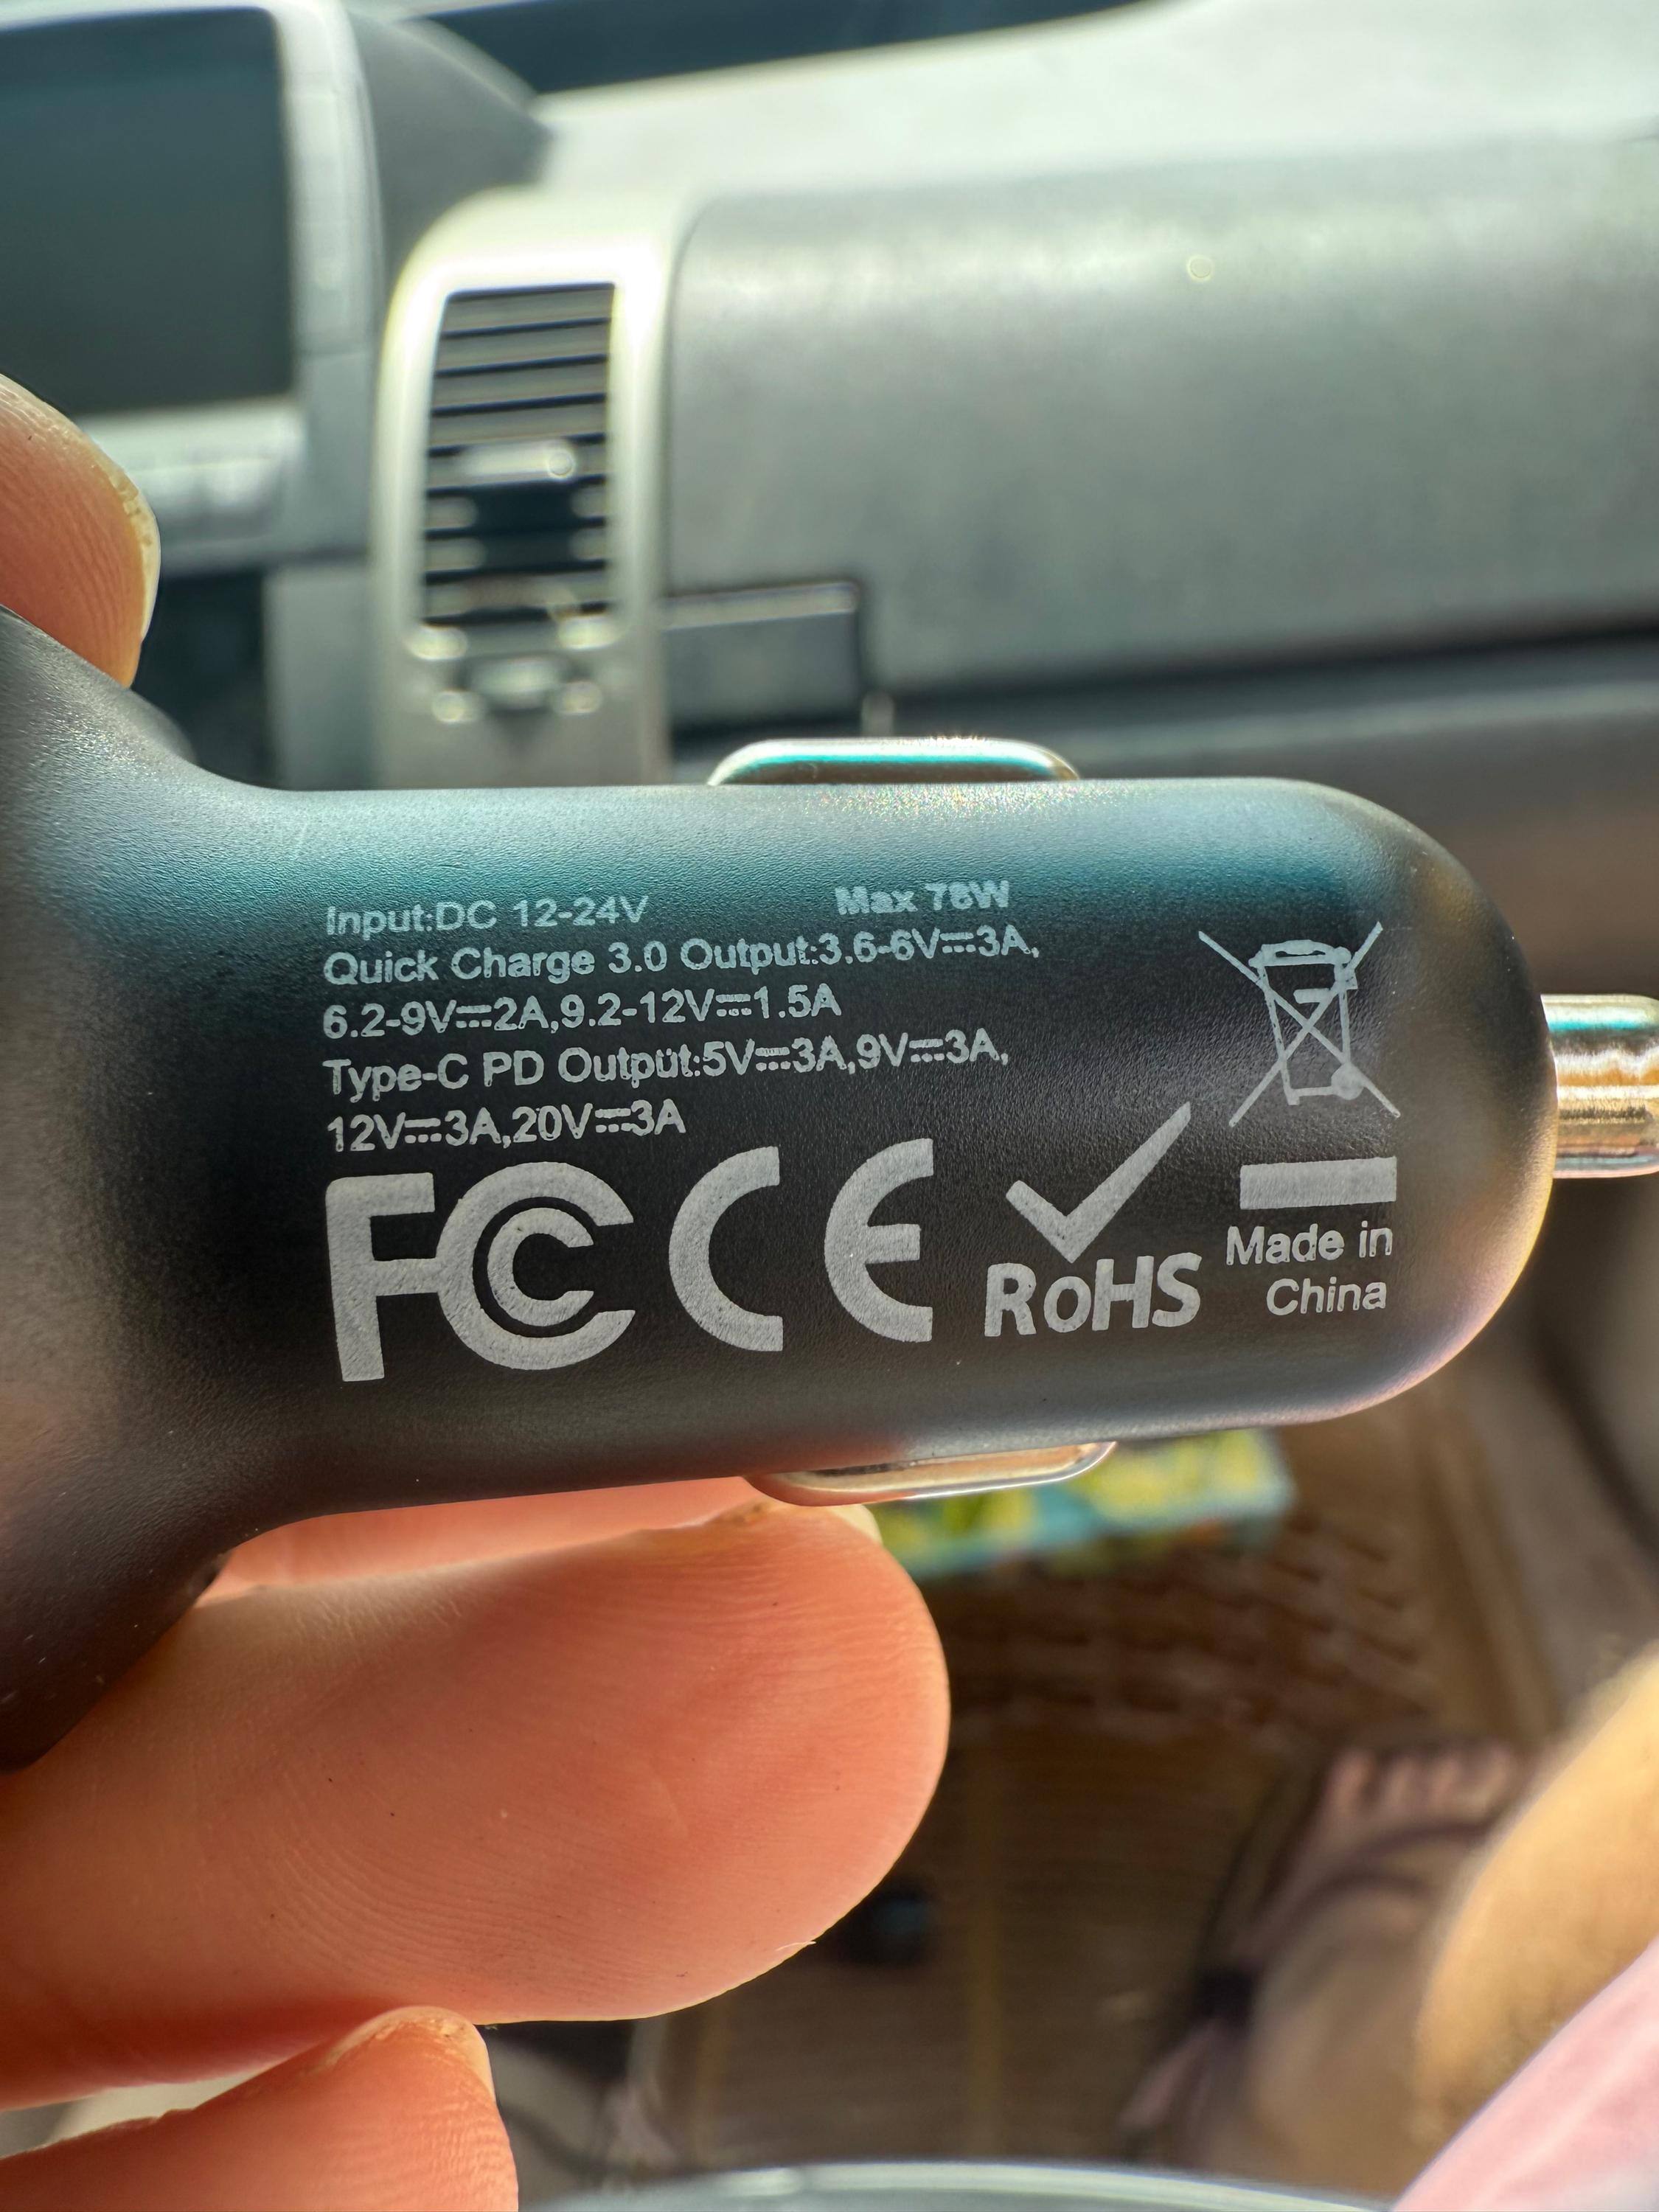 Input:DC 12-24V Max 78W
Quick Charge 3.0 Output:3.6-6V⎓3A,
6.2-9V⎓2A,9.2-12V⎓1.5A
Type-C PD Output:5V⎓3A,9V⎓3A,
12V⎓3A,20V⎓3A
FC CE RoHS
Made in
China